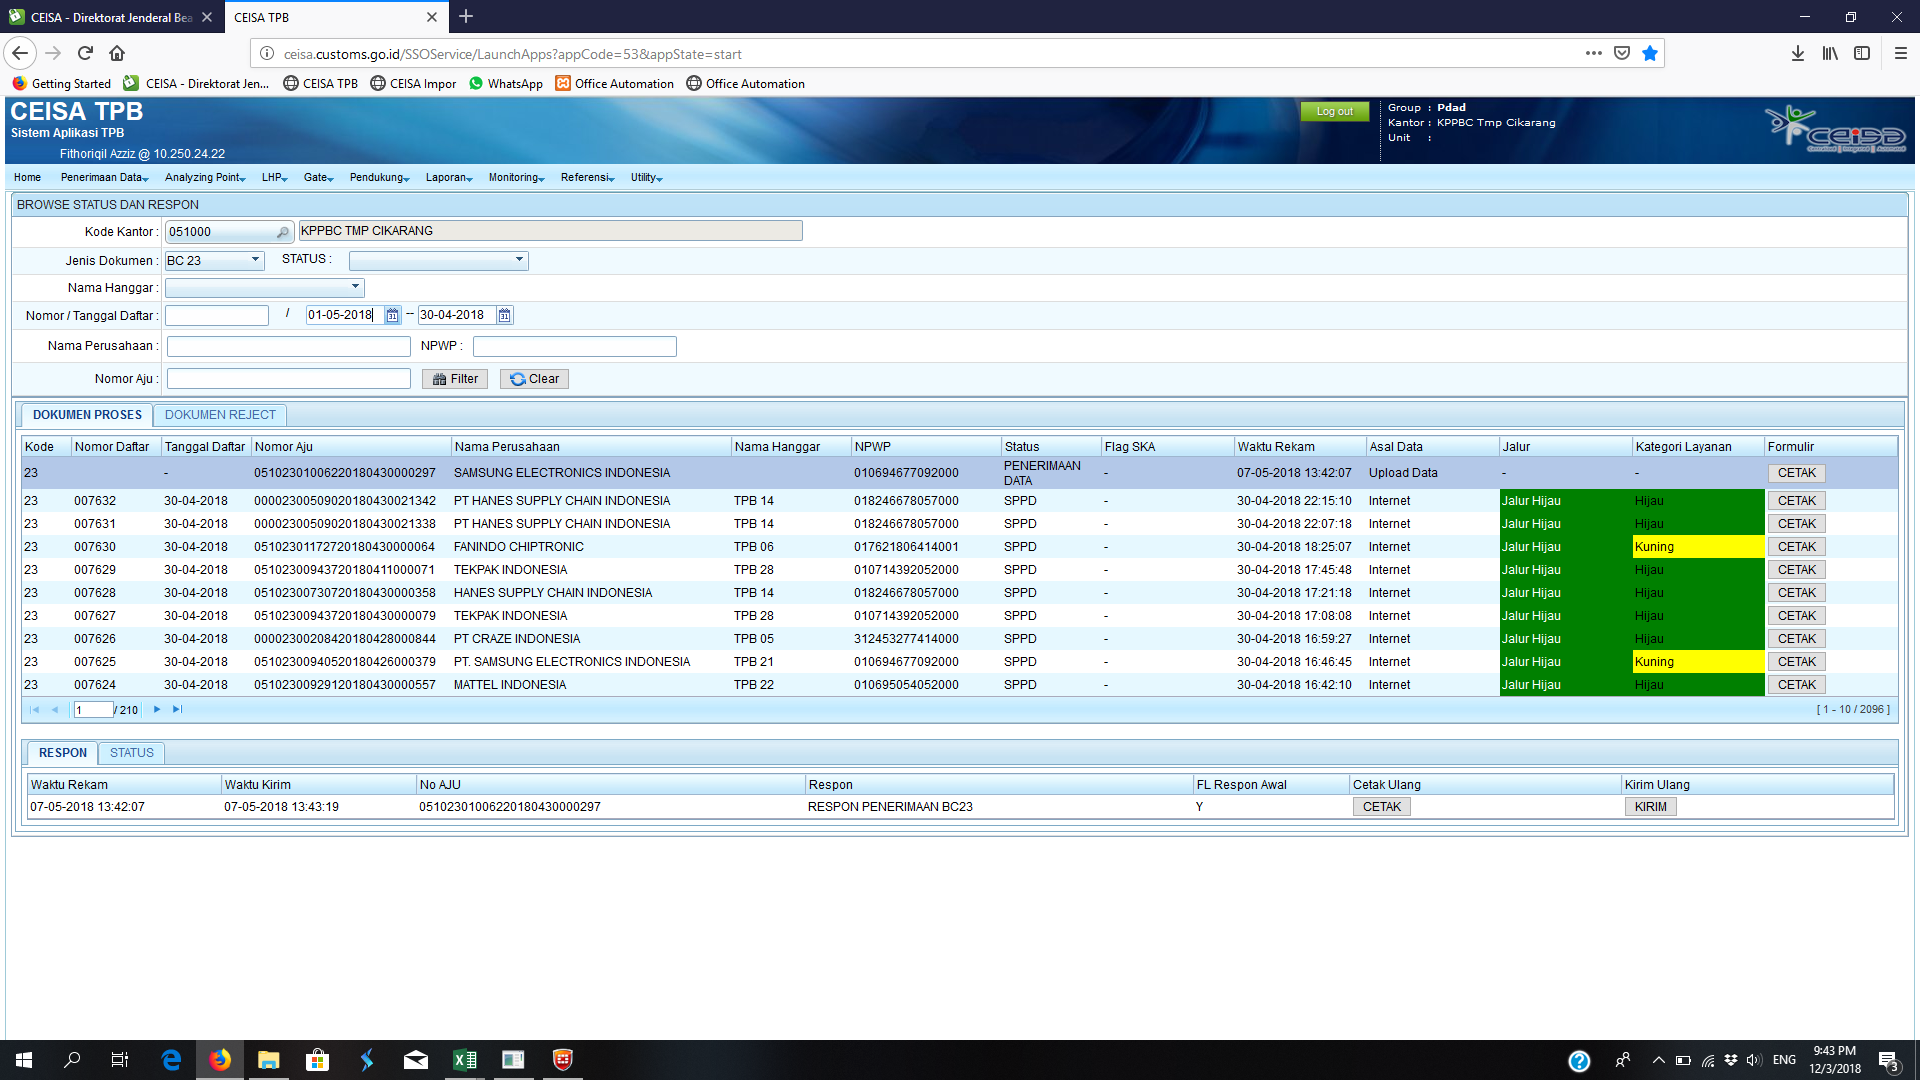 CEISA - Direktorat Jenderal Bea
CEISA TPB
ceisa.customs.go.id/SSOService/LaunchApps?appCode=53&appState=start
Getting Started CEISA - Direktorat Jen... CEISA TPB CEISA Impor WhatsApp Office Automation Office Automation
CEISA TPB
Sistem Aplikasi TPB
Fithoriqil Azziz @ 10.250.24.22
Log out
Group : Pdad
Kantor : KPPBC Tmp Cikarang
Unit :
ceisa
Home Penerimaan Data Analyzing Point LHP Gate Pendukung Laporan Monitoring Referensi Utility
BROWSE STATUS DAN RESPON
Kode Kantor : 051000 KPPBC TMP CIKARANG
Jenis Dokumen : BC 23 STATUS :
Nama Hanggar :
Nomor / Tanggal Daftar : / 01-05-2018 -- 30-04-2018
Nama Perusahaan : NPWP :
Nomor Aju : Filter Clear
DOKUMEN PROSES DOKUMEN REJECT
Kode Nomor Daftar Tanggal Daftar Nomor Aju Nama Perusahaan Nama Hanggar NPWP Status Flag SKA Waktu Rekam Asal Data Jalur Kategori Layanan Formulir
23 - 05102301006220180430000297 SAMSUNG ELECTRONICS INDONESIA 010694677092000 PENERIMAAN DATA - 07-05-2018 13:42:07 Upload Data - - CETAK
23 007632 30-04-2018 00002300509020180430021342 PT HANES SUPPLY CHAIN INDONESIA TPB 14 018246678057000 SPPD - 30-04-2018 22:15:10 Internet Jalur Hijau Hijau CETAK
23 007631 30-04-2018 00002300509020180430021338 PT HANES SUPPLY CHAIN INDONESIA TPB 14 018246678057000 SPPD - 30-04-2018 22:07:18 Internet Jalur Hijau Hijau CETAK
23 007630 30-04-2018 05102301172720180430000064 FANINDO CHIPTRONIC TPB 06 017621806414001 SPPD - 30-04-2018 18:25:07 Internet Jalur Hijau Kuning CETAK
23 007629 30-04-2018 05102300943720180411000071 TEKPAK INDONESIA TPB 28 010714392052000 SPPD - 30-04-2018 17:45:48 Internet Jalur Hijau Hijau CETAK
23 007628 30-04-2018 05102300730720180430000358 HANES SUPPLY CHAIN INDONESIA TPB 14 018246678057000 SPPD - 30-04-2018 17:21:18 Internet Jalur Hijau Hijau CETAK
23 007627 30-04-2018 05102300943720180430000079 TEKPAK INDONESIA TPB 28 010714392052000 SPPD - 30-04-2018 17:08:08 Internet Jalur Hijau Hijau CETAK
23 007626 30-04-2018 00002300208420180428000844 PT CRAZE INDONESIA TPB 05 312453277414000 SPPD - 30-04-2018 16:59:27 Internet Jalur Hijau Hijau CETAK
23 007625 30-04-2018 05102300940520180426000379 PT. SAMSUNG ELECTRONICS INDONESIA TPB 21 010694677092000 SPPD - 30-04-2018 16:46:45 Internet Jalur Hijau Kuning CETAK
23 007624 30-04-2018 05102300929120180430000557 MATTEL INDONESIA TPB 22 010695054052000 SPPD - 30-04-2018 16:42:10 Internet Jalur Hijau Hijau CETAK
1 / 210 [ 1 - 10 / 2096 ]
RESPON STATUS
Waktu Rekam Waktu Kirim No AJU Respon FL Respon Awal Cetak Ulang Kirim Ulang
07-05-2018 13:42:07 07-05-2018 13:43:19 05102301006220180430000297 RESPON PENERIMAAN BC23 Y CETAK KIRIM
ENG
9:43 PM
12/3/2018
3